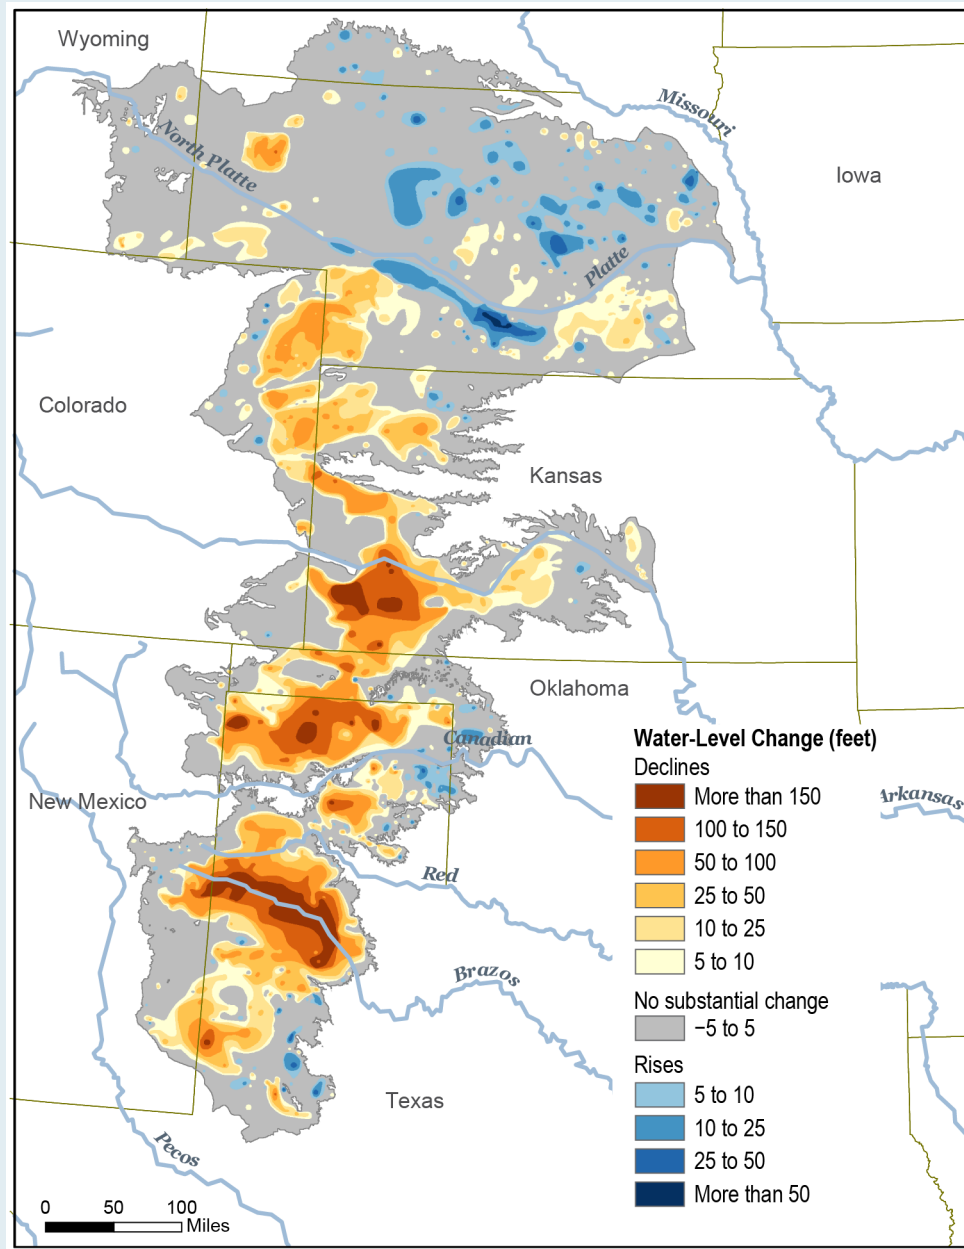 Wyoming
Missouri
North Platte
Iowa
Platte
Colorado
Kansas
Oklahoma
Canadian
New Mexico
Arkansas
Red
Brazos
Texas
Pecos
Water-Level Change (feet)
Declines
More than 150
100 to 150
50 to 100
25 to 50
10 to 25
5 to 10
No substantial change
−5 to 5
Rises
5 to 10
10 to 25
25 to 50
More than 50
0 50 100
Miles